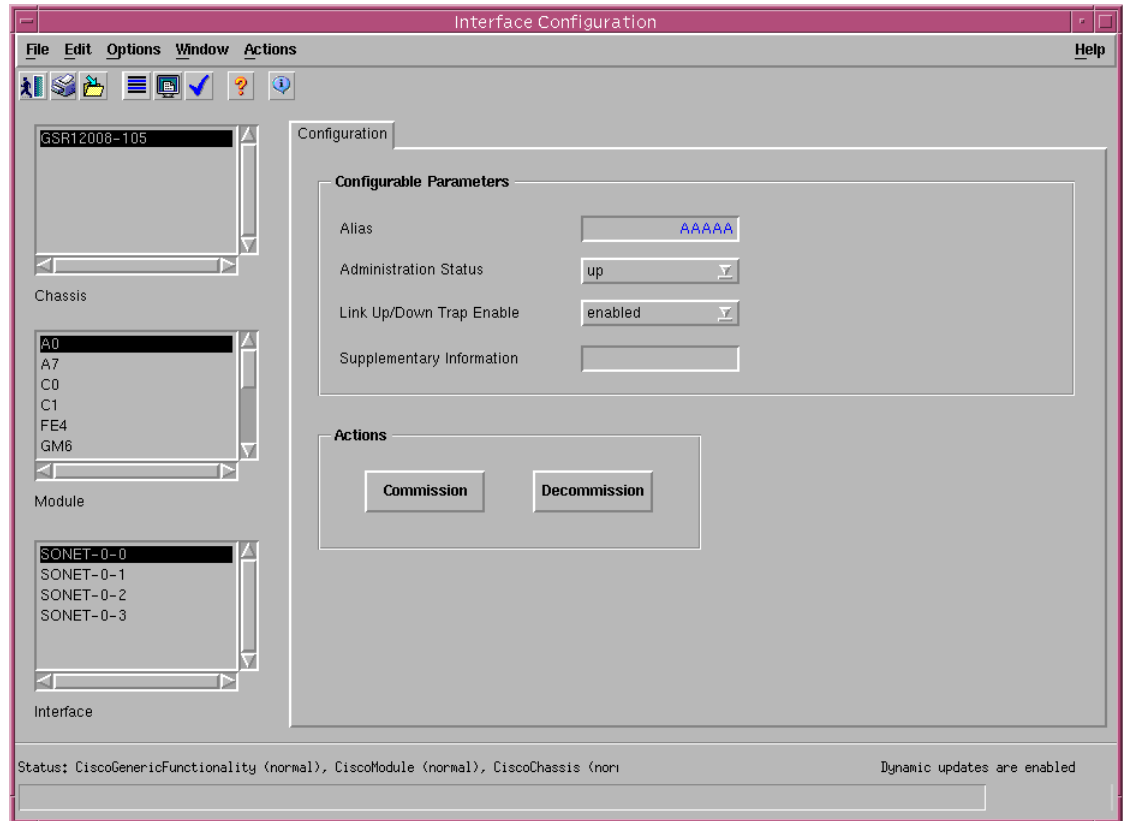 Interface Configuration
File Edit Options Window Actions Help
GSR12008-105
Chassis
A0
A7
C0
C1
FE4
GM6
Module
SONET-0-0
SONET-0-1
SONET-0-2
SONET-0-3
Interface
Configuration
Configurable Parameters
Alias AAAAA
Administration Status up
Link Up/Down Trap Enable enabled
Supplementary Information
Actions
Commission Decommission
Status: CiscoGenericFunctionality (normal), CiscoModule (normal), CiscoChassis Dynamic updates are enabled